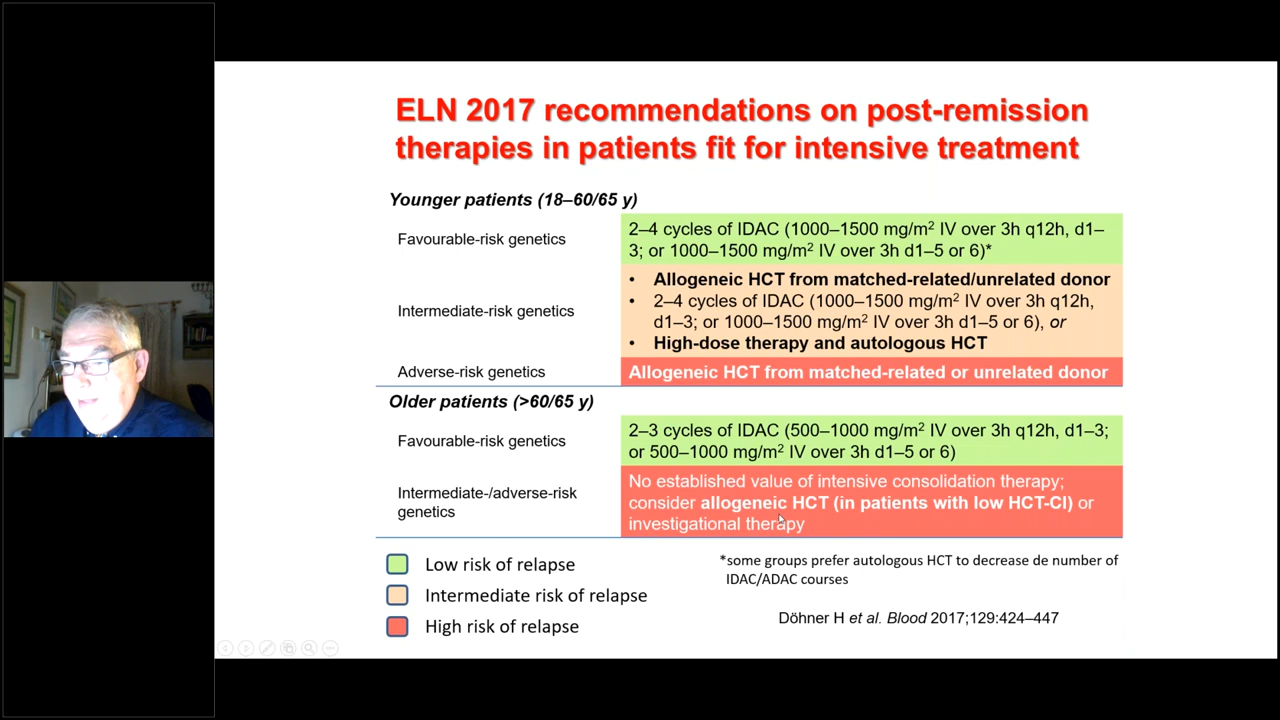 ELN 2017 recommendations on post-remission
therapies in patients fit for intensive treatment
Younger patients (18–60/65 y)
Favourable-risk genetics
2–4 cycles of IDAC (1000–1500 mg/m² IV over 3h q12h, d1–
3; or 1000–1500 mg/m² IV over 3h d1–5 or 6)*
Intermediate-risk genetics
• Allogeneic HCT from matched-related/unrelated donor
• 2–4 cycles of IDAC (1000–1500 mg/m² IV over 3h q12h,
d1–3; or 1000–1500 mg/m² IV over 3h d1–5 or 6), or
• High-dose therapy and autologous HCT
Adverse-risk genetics
Allogeneic HCT from matched-related or unrelated donor
Older patients (>60/65 y)
Favourable-risk genetics
2–3 cycles of IDAC (500–1000 mg/m² IV over 3h q12h, d1–3;
or 500–1000 mg/m² IV over 3h d1–5 or 6)
Intermediate-/adverse-risk
genetics
No established value of intensive consolidation therapy;
consider allogeneic HCT (in patients with low HCT-CI) or
investigational therapy
Low risk of relapse
Intermediate risk of relapse
High risk of relapse
*some groups prefer autologous HCT to decrease de number of
IDAC/ADAC courses
Döhner H et al. Blood 2017;129:424–447